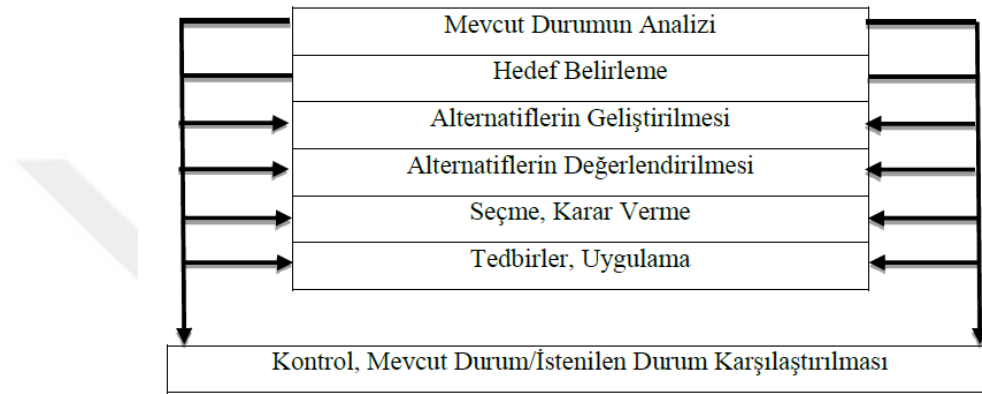 Mevcut Durumun Analizi
Hedef Belirleme
Alternatiflerin Geliştirilmesi
Alternatiflerin Değerlendirilmesi
Seçme, Karar Verme
Tedbirler, Uygulama
Kontrol, Mevcut Durum/İstenilen Durum Karşılaştırılması